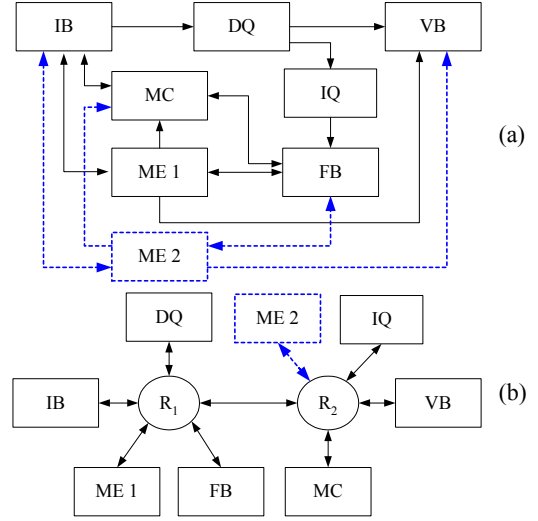 IB DQ VB
MC IQ
(a)
ME 1 FB
ME 2
DQ ME 2 IQ
IB R1 R2 VB (b)
ME 1 FB MC